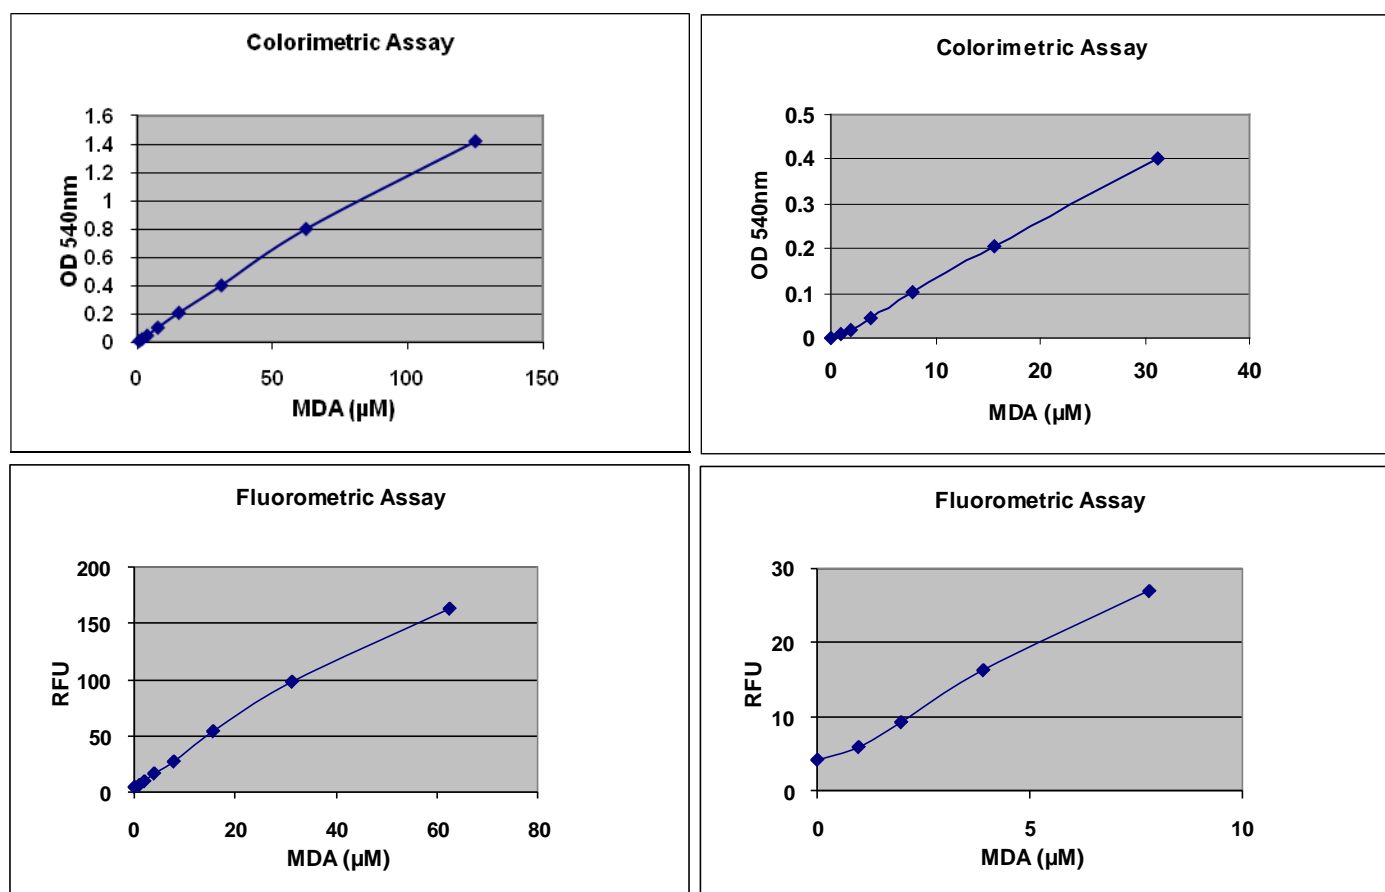 Colorimetric Assay
1.6
1.4
1.2
1
0.8
0.6
0.4
0.2
0
OD 540nm
0 50 100 150
MDA (µM)
Colorimetric Assay
0.5
0.4
0.3
0.2
0.1
0
OD 540nm
0 10 20 30 40
MDA (µM)
Fluorometric Assay
200
150
100
50
0
RFU
0 20 40 60 80
MDA (µM)
Fluorometric Assay
30
20
10
0
RFU
0 5 10
MDA (µM)